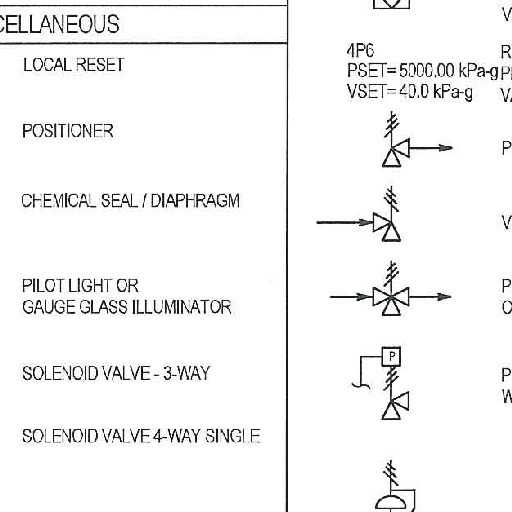 CELLANEOUS
LOCAL RESET
POSITIONER
CHEMICAL SEAL / DIAPHRAGM
PILOT LIGHT OR
GAUGE GLASS ILLUMINATOR
SOLENOID VALVE - 3-WAY
SOLENOID VALVE 4-WAY SINGLE
4P6
PSET= 5000.00 kPa-g
VSET= 40.0 kPa-g
P
V
R
P
V
P
O
P
W